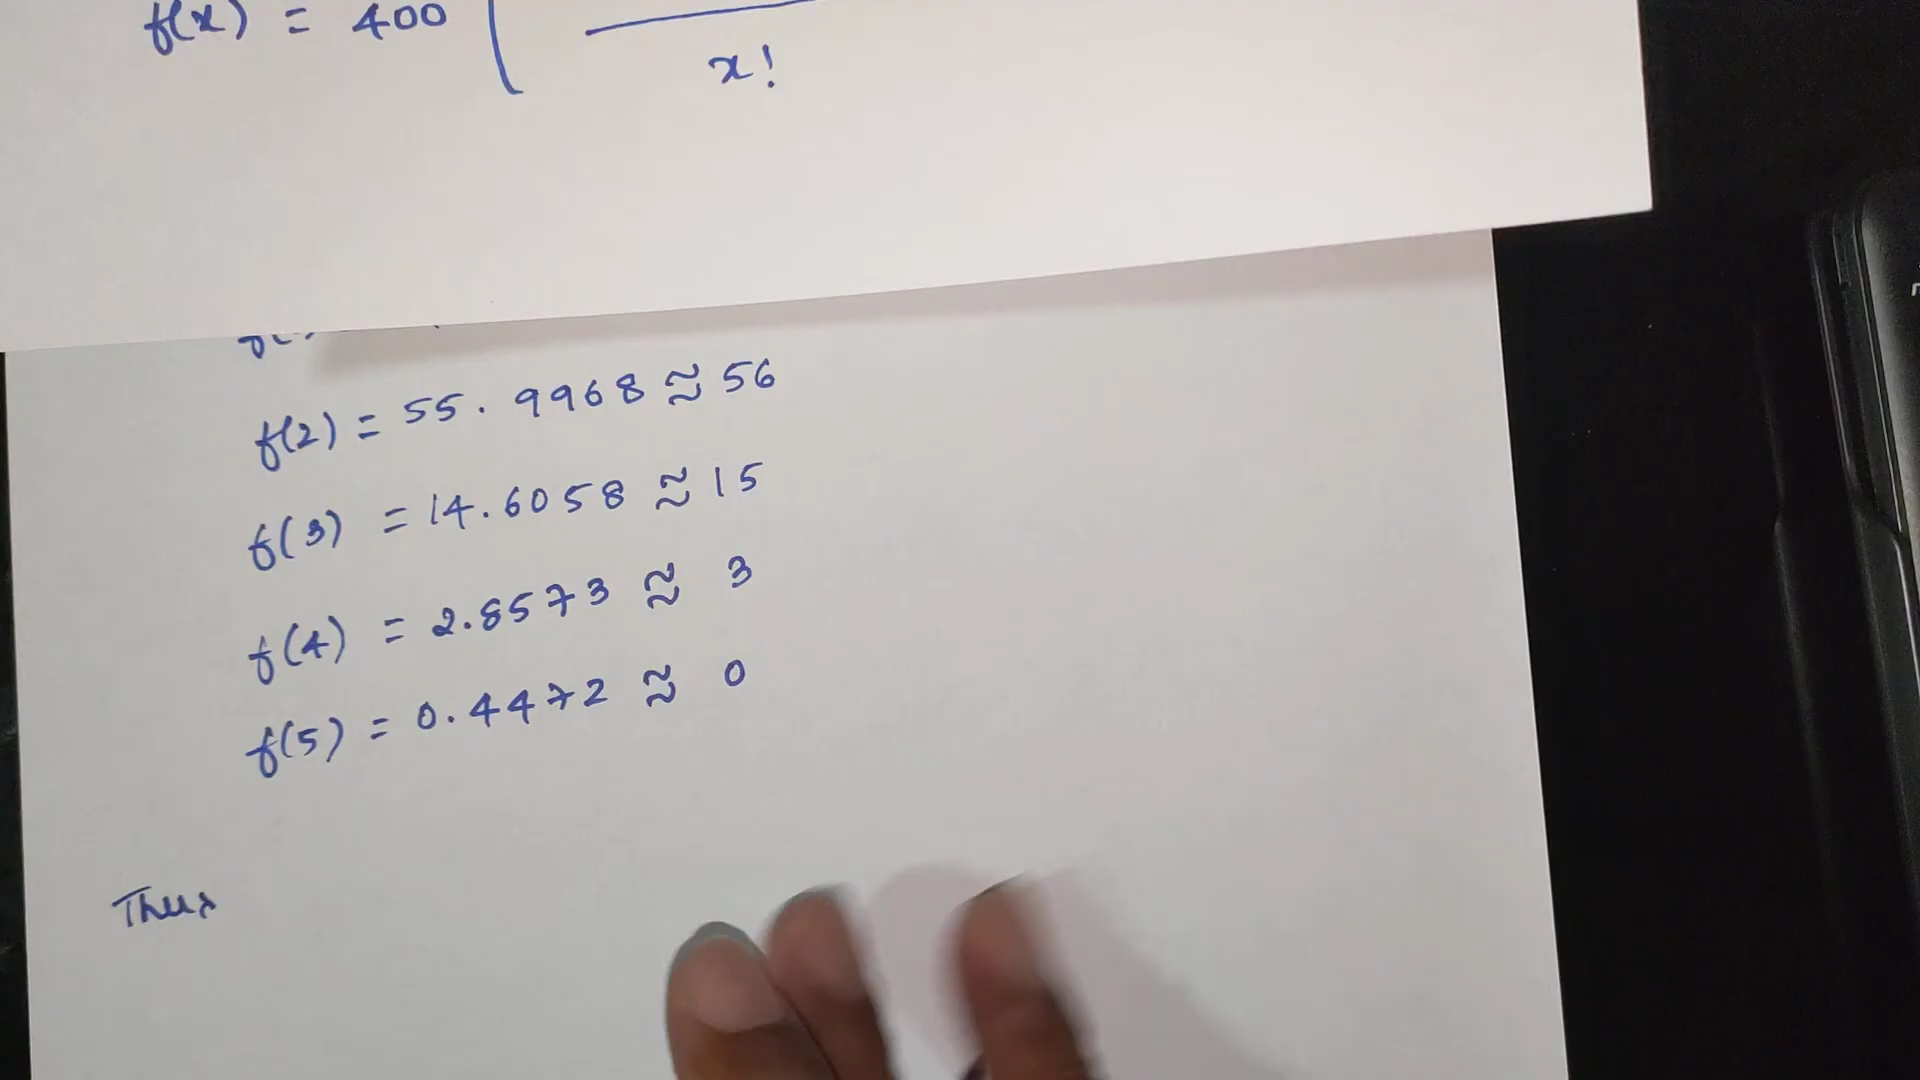 f(x) = 400 (
x!
f(2) = 55.9968 ≈ 56
f(3) = 14.6058 ≈ 15
f(4) = 2.8573 ≈ 3
f(5) = 0.4472 ≈ 0
Thus